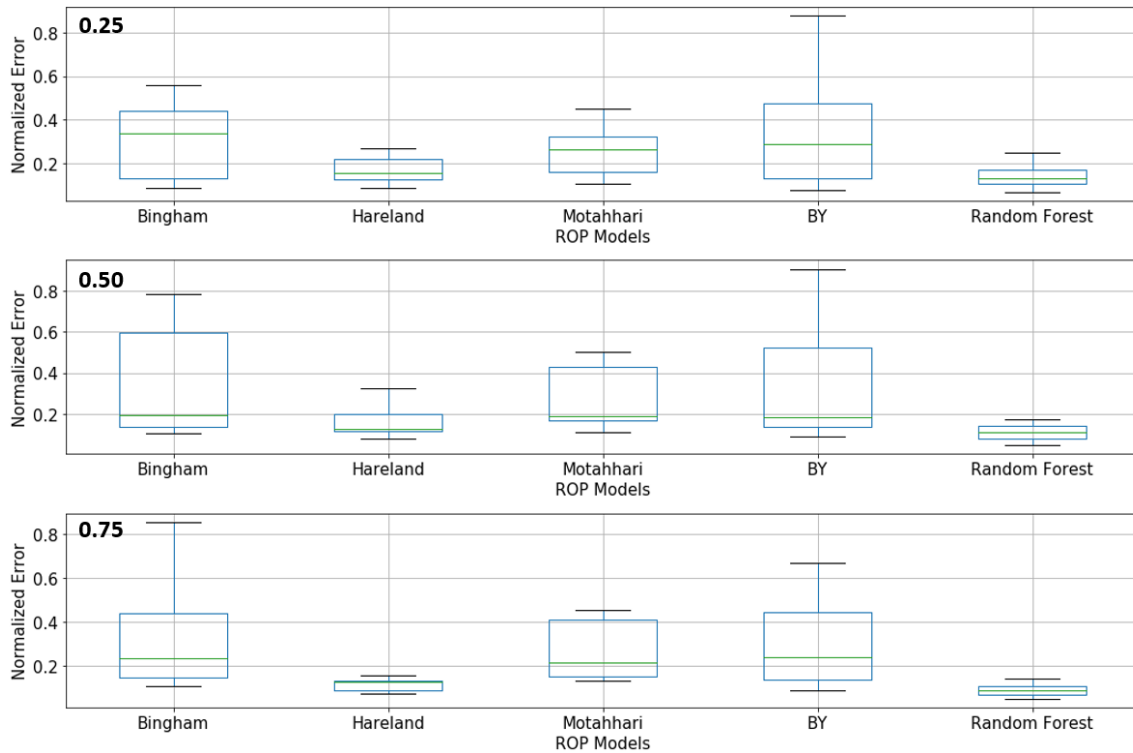 0.25
Normalized Error
0.8
0.6
0.4
0.2
Bingham Hareland Motahhari BY Random Forest
ROP Models
0.50
Normalized Error
0.8
0.6
0.4
0.2
Bingham Hareland Motahhari BY Random Forest
ROP Models
0.75
Normalized Error
0.8
0.6
0.4
0.2
Bingham Hareland Motahhari BY Random Forest
ROP Models